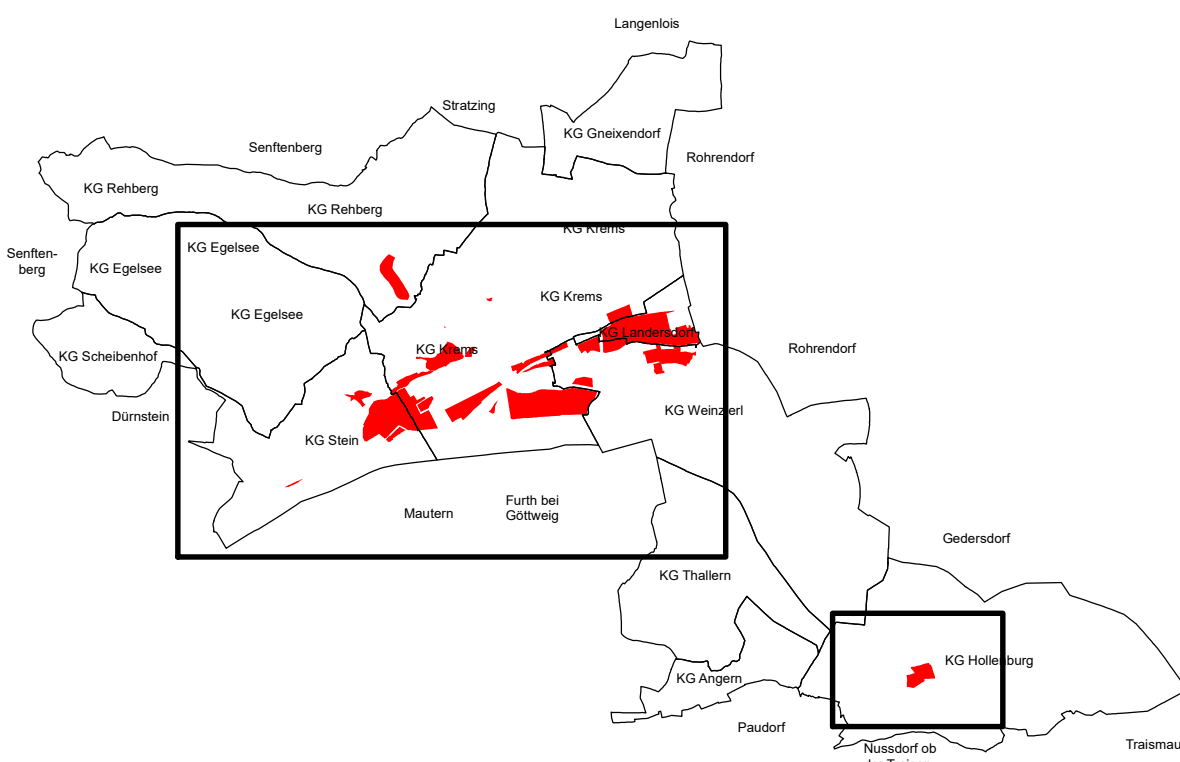 Langenlois
Stratzing
KG Gneixendorf
Senftenberg
Rohrendorf
KG Rehberg
KG Rehberg
KG Krems
KG Egelsee
Senften-
berg
KG Egelsee
KG Krems
KG Egelsee
KG Landersdorf
KG Krems
Rohrendorf
KG Scheibenhof
Dürnstein
KG Weinzierl
KG Stein
Furth bei
Göttweig
Mautern
Gedersdorf
KG Thallern
KG Hollenburg
KG Angern
Paudorf
Traismau
Nussdorf ob
der Traisen